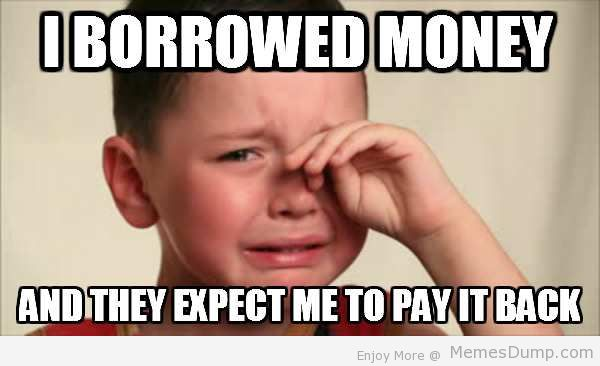 I BORROWED MONEY
AND THEY EXPECT ME TO PAY IT BACK
Enjoy More @ MemesDump.com